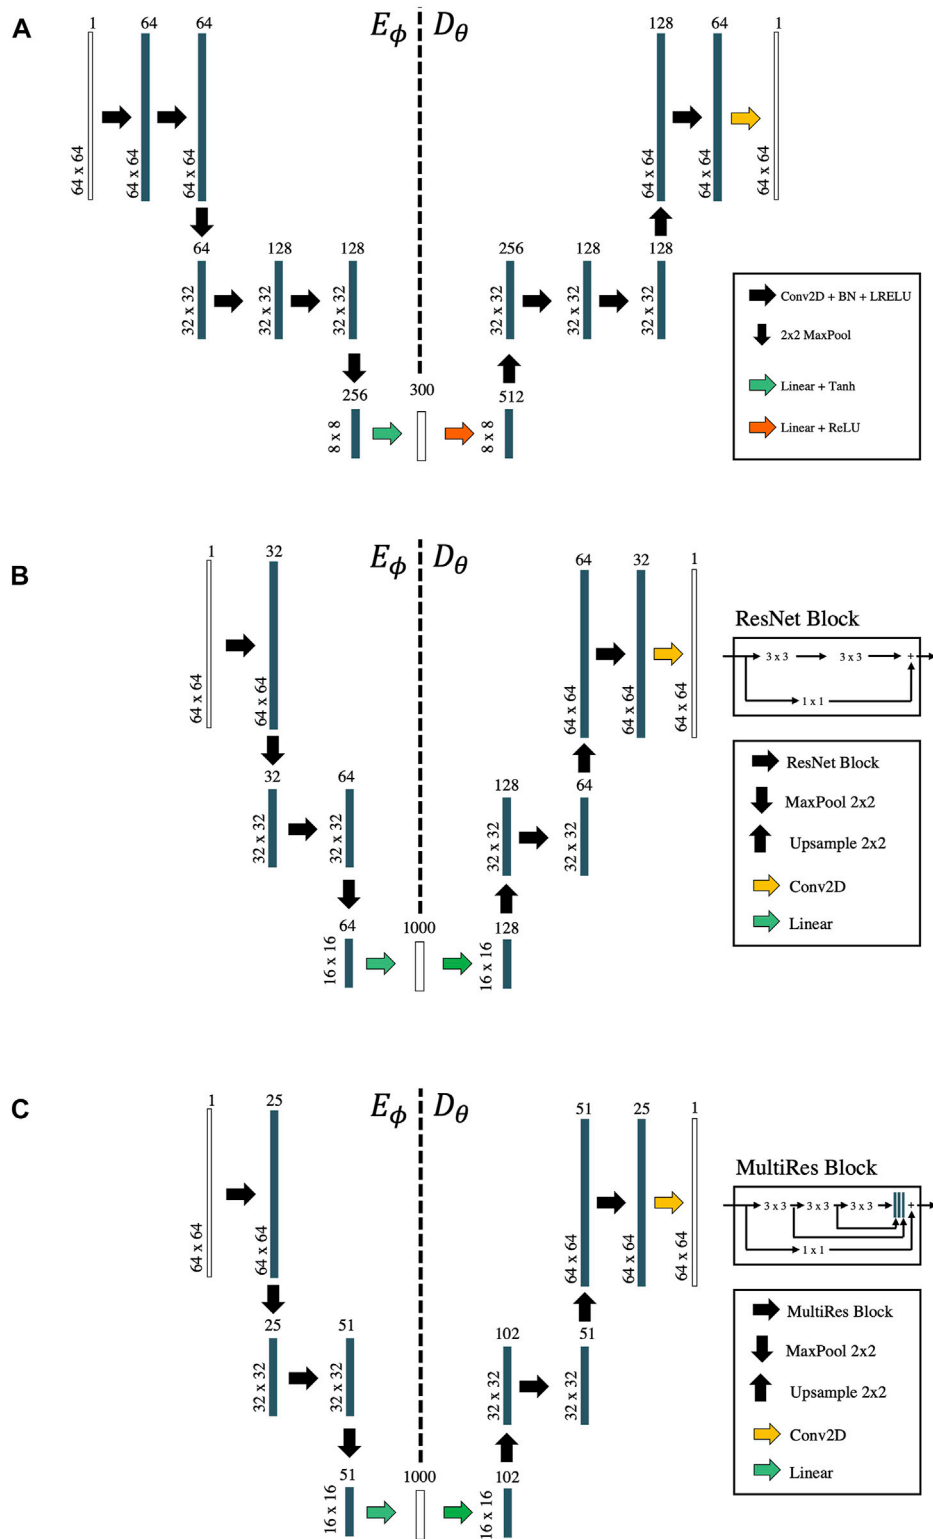 A
1 64 64
E_ϕ D_θ
128 64 1
64 x 64 64 x 64 64 x 64
64 x 64 64 x 64 64 x 64
64 128 128
256 128 128
32 x 32 32 x 32 32 x 32
32 x 32 32 x 32 32 x 32
256 300 512
8 x 8 8 x 8
Conv2D + BN + LRELU
2x2 MaxPool
Linear + Tanh
Linear + ReLU
B
1 32
E_ϕ D_θ
64 32 1
64 x 64 64 x 64
64 x 64 64 x 64 64 x 64
32 64
128 64
32 x 32 32 x 32
32 x 32 32 x 32
64 1000 128
16 x 16 16 x 16
ResNet Block
3 x 3 3 x 3 +
1 x 1
ResNet Block
MaxPool 2x2
Upsample 2x2
Conv2D
Linear
C
1 25
E_ϕ D_θ
51 25 1
64 x 64 64 x 64
64 x 64 64 x 64 64 x 64
25 51
102 51
32 x 32 32 x 32
32 x 32 32 x 32
51 1000 102
16 x 16 16 x 16
MultiRes Block
3 x 3 3 x 3 3 x 3 +
1 x 1
MultiRes Block
MaxPool 2x2
Upsample 2x2
Conv2D
Linear